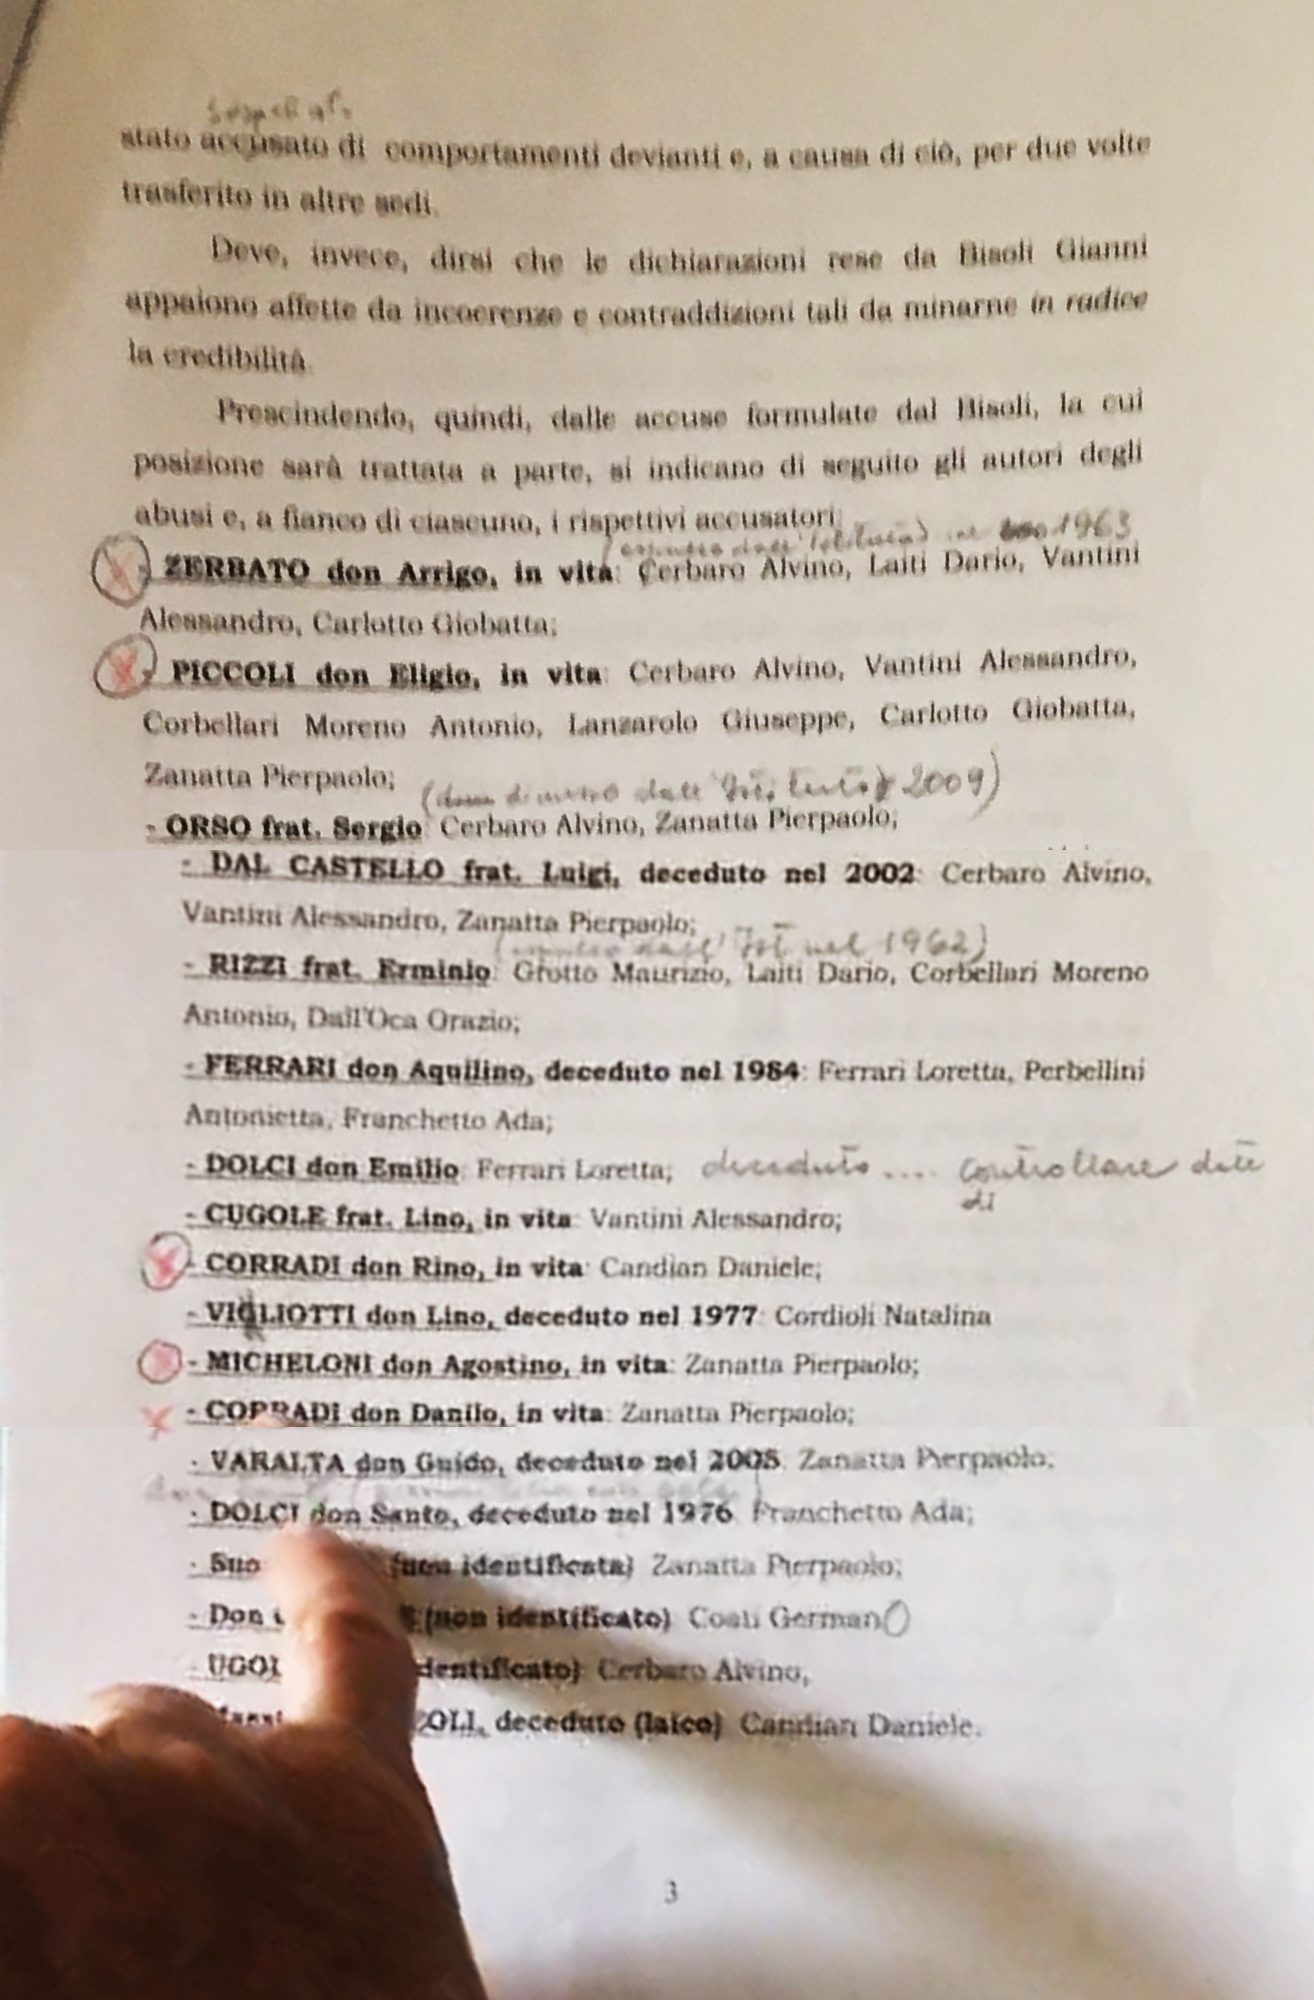 stato accusato di comportamenti devianti e, a causa di ciò, per due volte
trasferito in altre sedi.
Deve, invece, dirsi che le dichiarazioni rese da Bisoli Gianni
appaiono affette da incoerenze e contraddizioni tali da minarne in radice
la credibilità.
Prescindendo, quindi, dalle accuse formulate dal Bisoli, la cui
posizione sarà trattata a parte, si indicano di seguito gli autori degli
abusi e, a fianco di ciascuno, i rispettivi accusatori:
dall' 1963
- ZERBATO don Arrigo, in vita: Cerbaro Alvino, Laiti Dario, Vantini
Alessandro, Carlotto Giobatta;
- PICCOLI don Eligio, in vita: Cerbaro Alvino, Vantini Alessandro,
Corbellari Moreno Antonio, Lanzarolo Giuseppe, Carlotto Giobatta,
Zanatta Pierpaolo;
dall' 2009)
- ORSO frat. Sergio: Cerbaro Alvino, Zanatta Pierpaolo;
- DAL CASTELLO frat. Luigi, deceduto nel 2002: Cerbaro Alvino,
Vantini Alessandro, Zanatta Pierpaolo;
dall' Ist nel 1962)
- RIZZI frat. Erminio: Grotto Maurizio, Laiti Dario, Corbellari Moreno
Antonio, Dall'Oca Orazio;
- FERRARI don Aquilino, deceduto nel 1984: Ferrari Loretta, Perbellini
Antonietta, Franchetto Ada;
- DOLCI don Emilio: Ferrari Loretta; deceduto .... controllare date
di
- CUGOLE frat. Lino, in vita: Vantini Alessandro;
- CORRADI don Rino, in vita: Candian Daniele;
- VIGLIOTTI don Lino, deceduto nel 1977: Cordioli Natalina
- MICHELONI don Agostino, in vita: Zanatta Pierpaolo;
- CORRADI don Danilo, in vita: Zanatta Pierpaolo;
- VARALTA don Guido, deceduto nel 2005: Zanatta Pierpaolo;
- DOLCI don Santo, deceduto nel 1976: Franchetto Ada;
- (non identificata) Zanatta Pierpaolo;
- Don (non identificato) Coati Germano
- Cerbaro Alvino,
deceduto (laico) Candian Daniele.
3